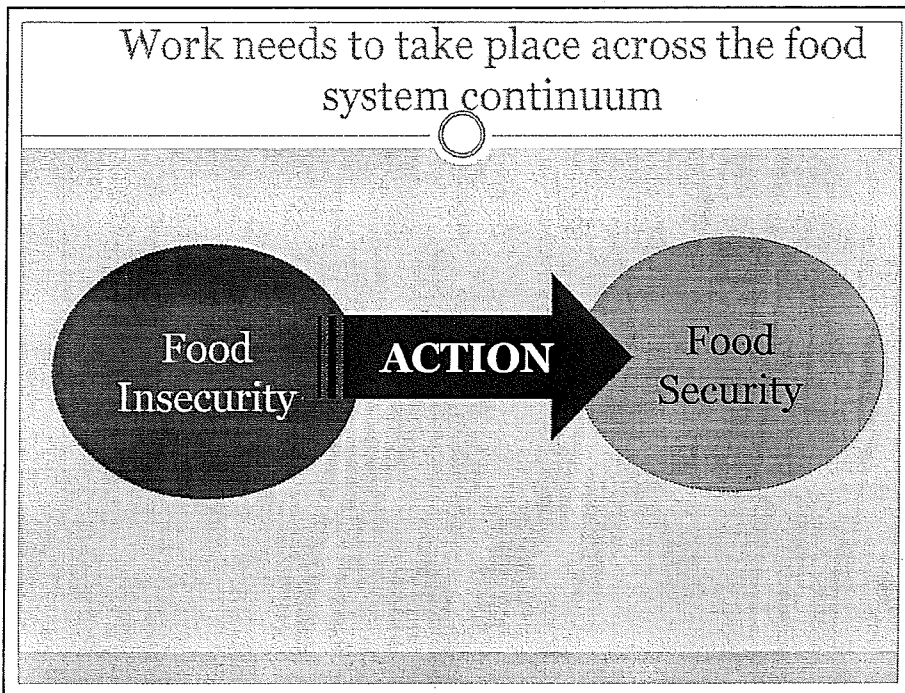 Work needs to take place across the food
system continuum
Food
Insecurity
ACTION
Food
Security